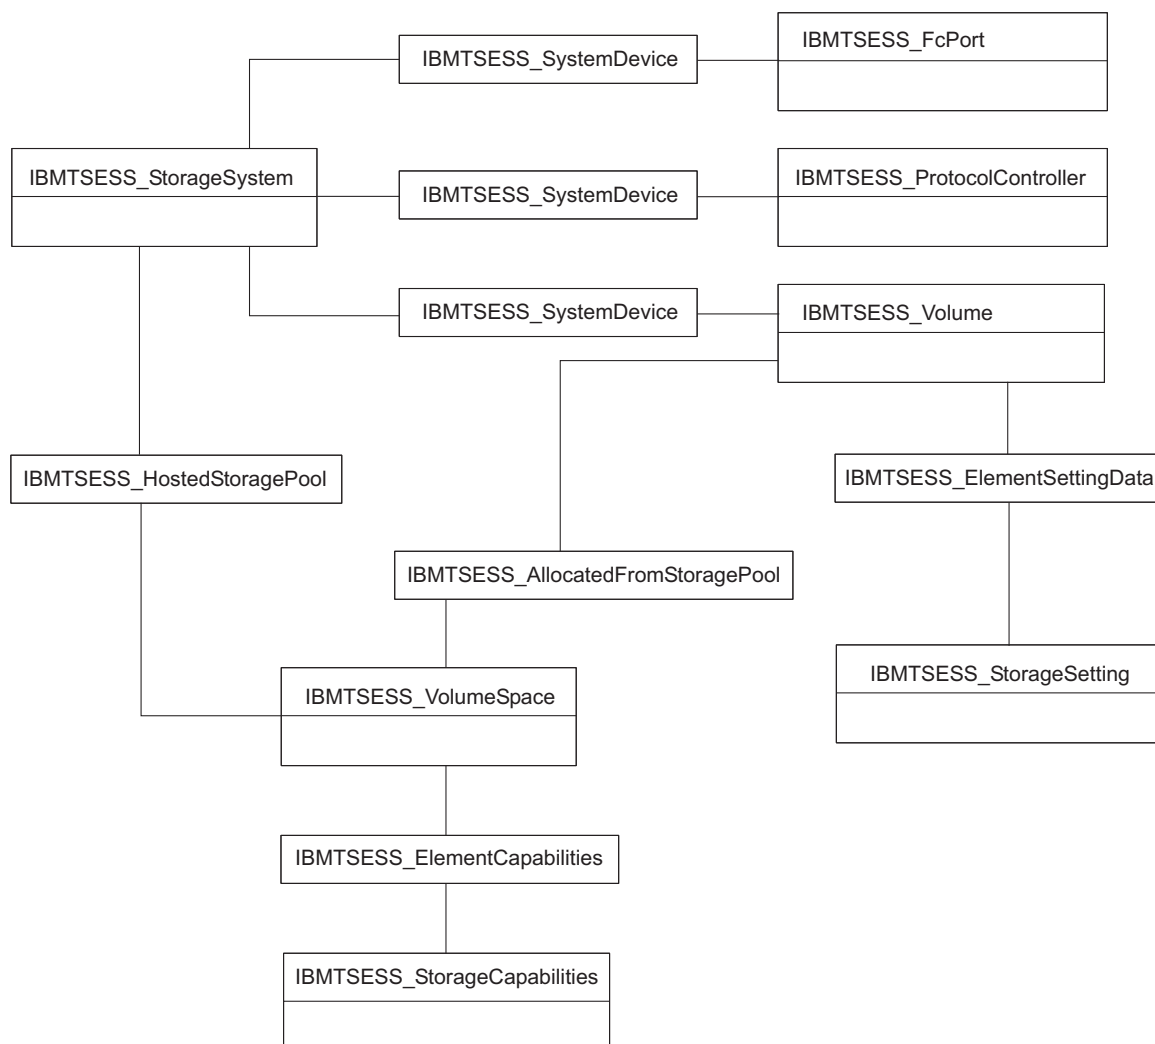 IBMTSESS_FcPort
IBMTSESS_SystemDevice
IBMTSESS_StorageSystem
IBMTSESS_SystemDevice
IBMTSESS_ProtocolController
IBMTSESS_SystemDevice
IBMTSESS_Volume
IBMTSESS_HostedStoragePool
IBMTSESS_ElementSettingData
IBMTSESS_AllocatedFromStoragePool
IBMTSESS_StorageSetting
IBMTSESS_VolumeSpace
IBMTSESS_ElementCapabilities
IBMTSESS_StorageCapabilities